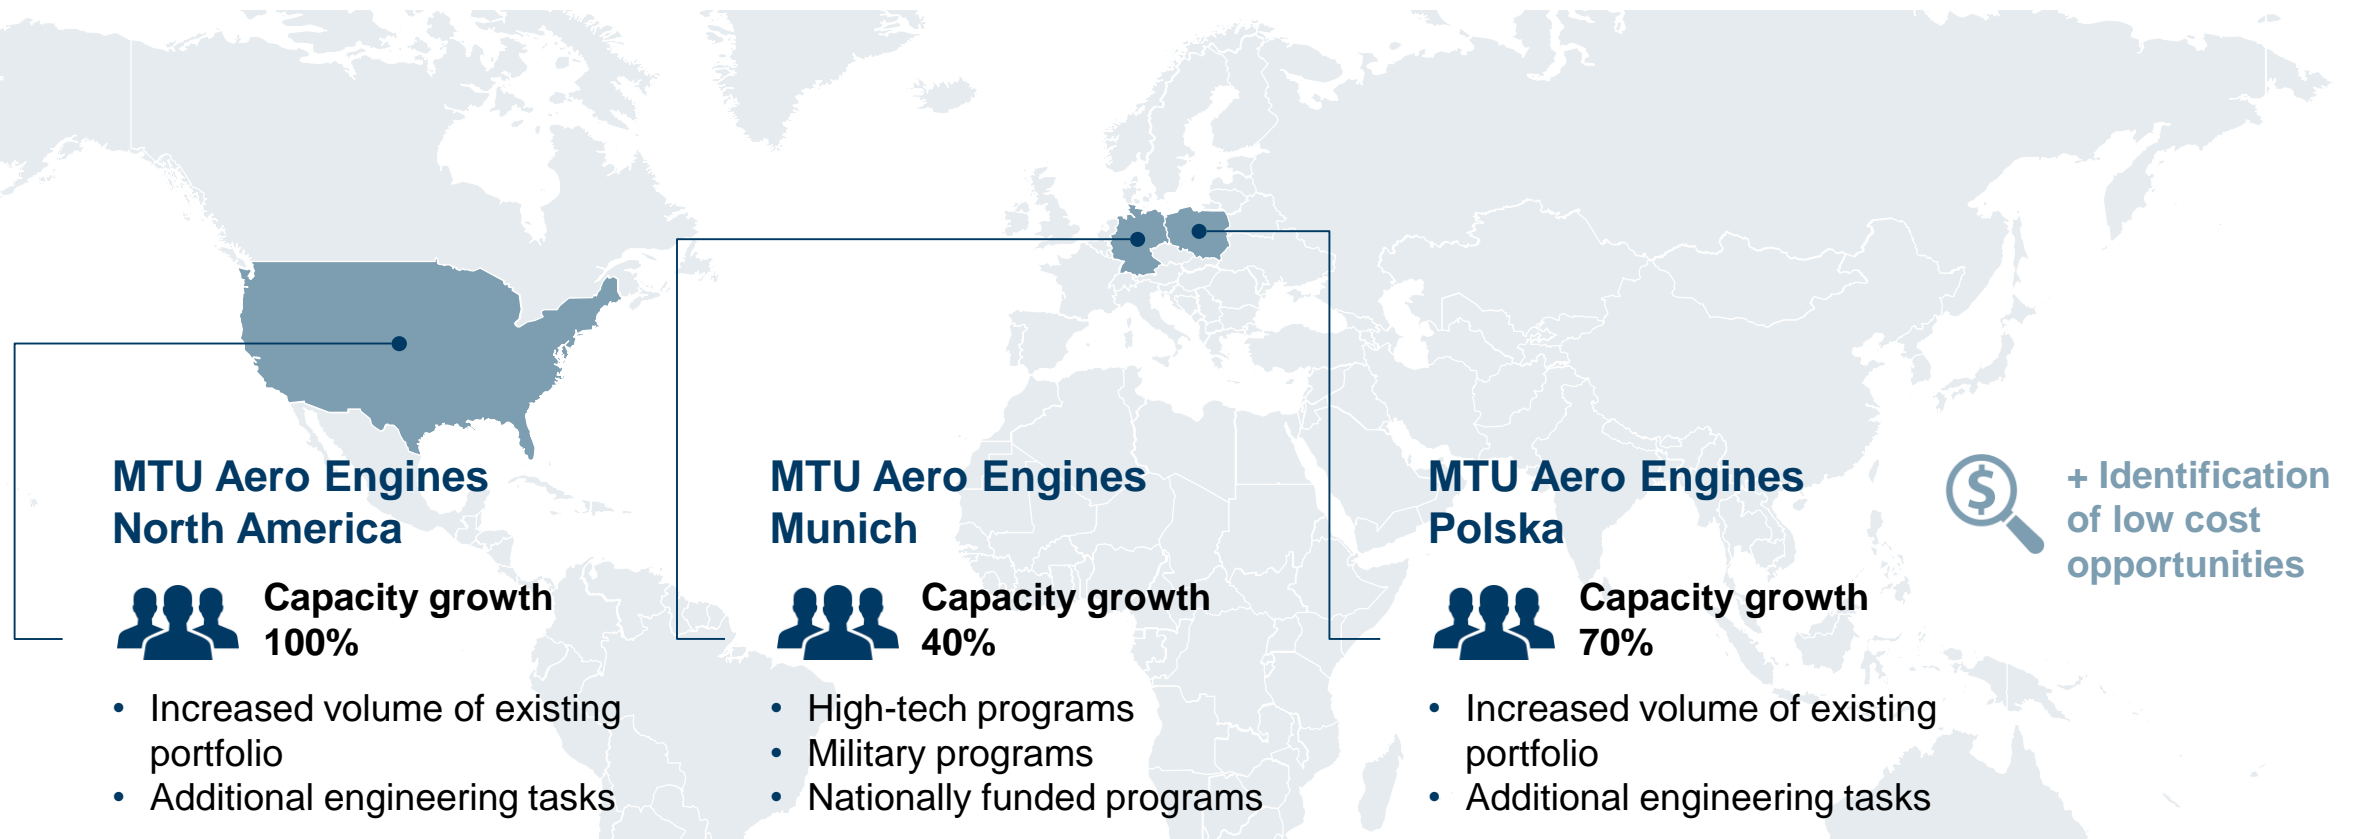 MTU Aero Engines
North America
Capacity growth
100%
• Increased volume of existing
portfolio
• Additional engineering tasks
MTU Aero Engines
Munich
Capacity growth
40%
• High-tech programs
• Military programs
• Nationally funded programs
MTU Aero Engines
Polska
Capacity growth
70%
• Increased volume of existing
portfolio
• Additional engineering tasks
$
+ Identification
of low cost
opportunities